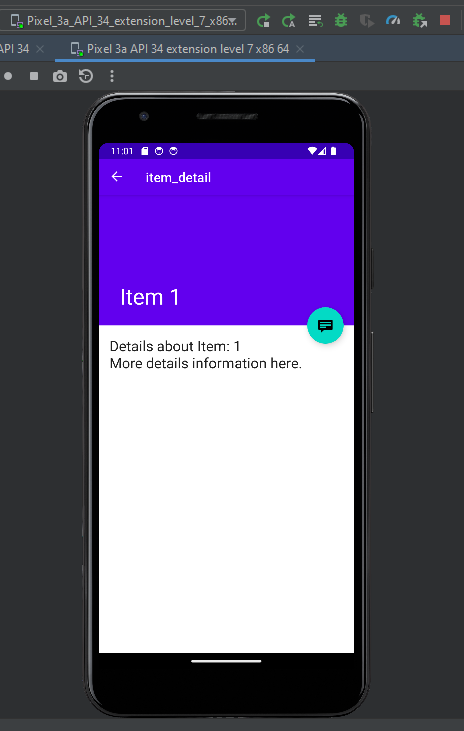 Pixel_3a_API_34_extension_level_7_x86...
API 34
Pixel 3a API 34 extension level 7 x86 64
11:01
item_detail
Item 1
Details about Item: 1
More details information here.